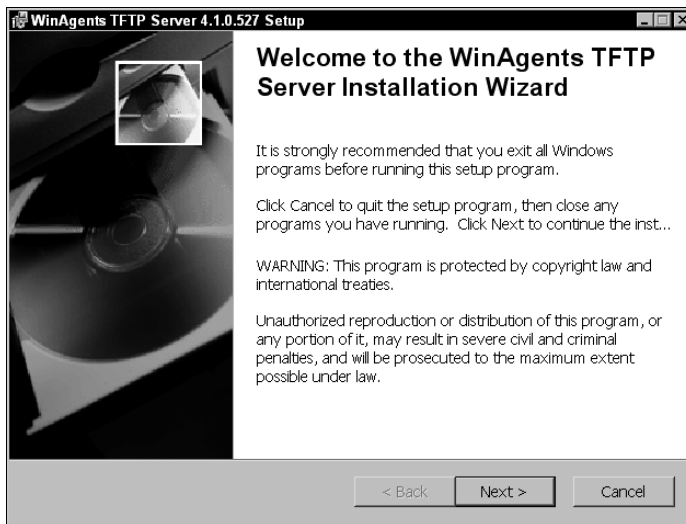 WinAgents TFTP Server 4.1.0.527 Setup
Welcome to the WinAgents TFTP
Server Installation Wizard
It is strongly recommended that you exit all Windows
programs before running this setup program.
Click Cancel to quit the setup program, then close any
programs you have running. Click Next to continue the inst...
WARNING: This program is protected by copyright law and
international treaties.
Unauthorized reproduction or distribution of this program, or
any portion of it, may result in severe civil and criminal
penalties, and will be prosecuted to the maximum extent
possible under law.
< Back Next > Cancel